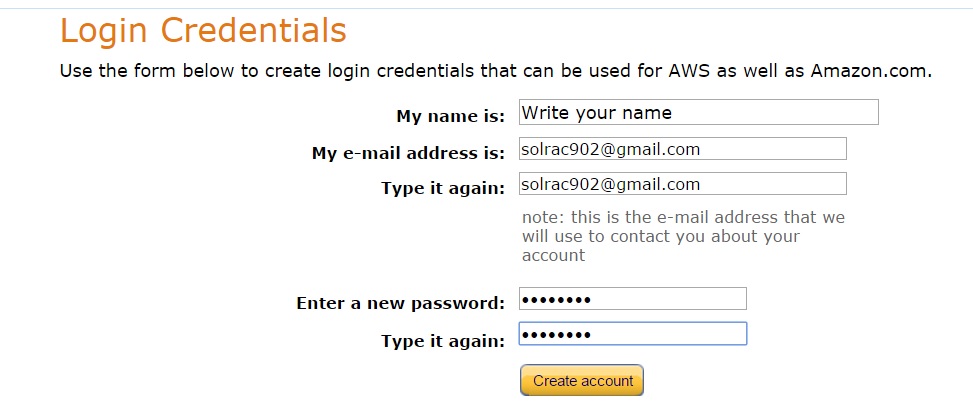 Login Credentials
Use the form below to create login credentials that can be used for AWS as well as Amazon.com.
My name is: Write your name
My e-mail address is: solrac902@gmail.com
Type it again: solrac902@gmail.com
note: this is the e-mail address that we
will use to contact you about your
account
Enter a new password: ••••••••
Type it again: ••••••••
Create account